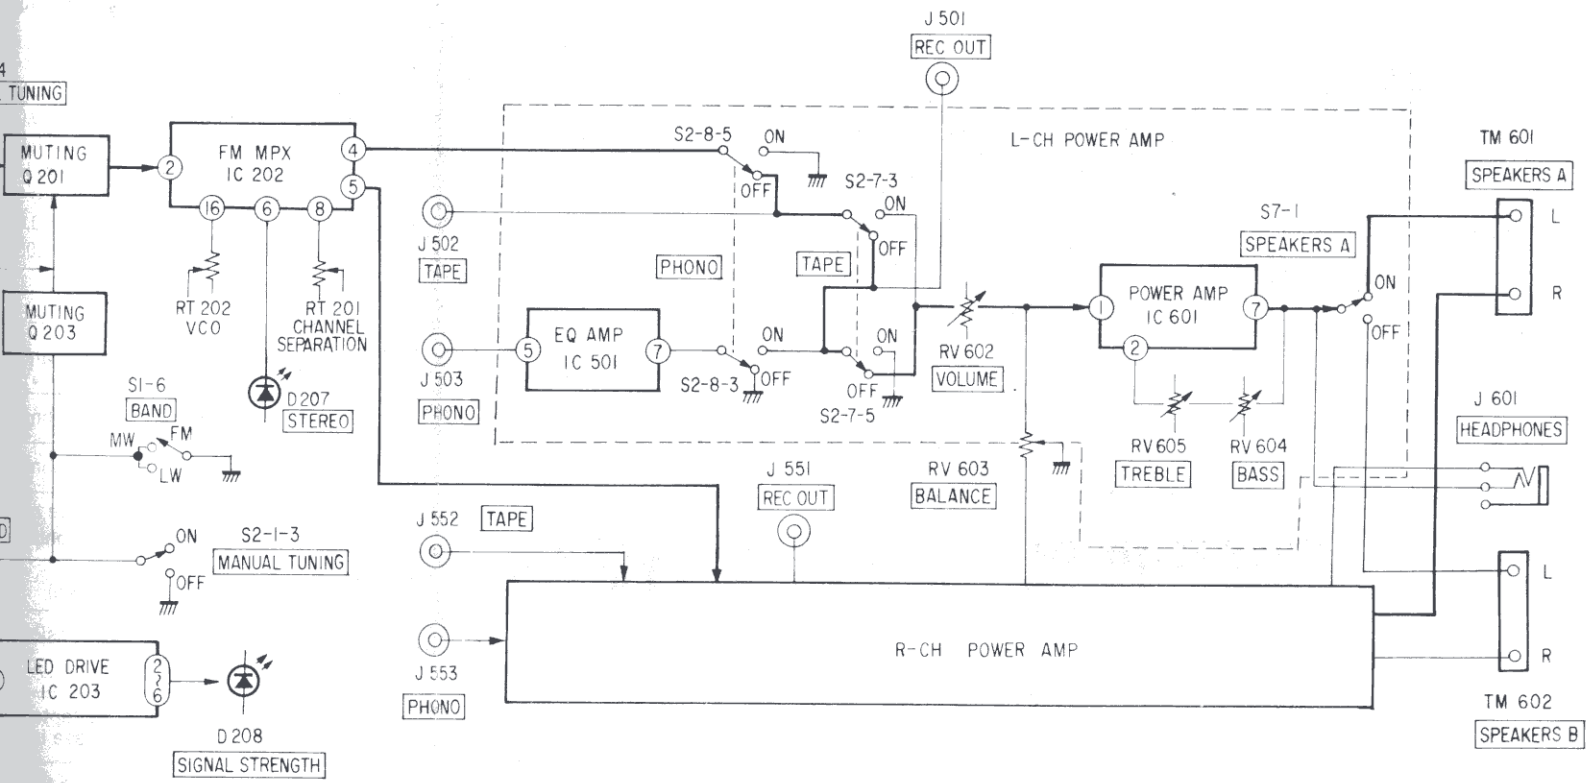 4
TUNING
MUTING
Q201
2
FM MPX
IC 202
4
5
16
6
8
RT 202
VCO
RT 201
CHANNEL
SEPARATION
MUTING
Q203
D207
STEREO
S1-6
BAND
MW
FM
LW
D
ON
OFF
S2-1-3
MANUAL TUNING
LED DRIVE
IC 203
2
~
6
D208
SIGNAL STRENGTH
J 501
REC OUT
L-CH POWER AMP
S2-8-5
ON
OFF
S2-7-3
ON
OFF
J 502
TAPE
PHONO
TAPE
J 503
PHONO
5
EQ AMP
IC 501
7
S2-8-3
ON
OFF
ON
OFF
S2-7-5
RV 602
VOLUME
1
POWER AMP
IC 601
7
2
RV 605
TREBLE
RV 604
BASS
S7-1
SPEAKERS A
ON
OFF
TM 601
SPEAKERS A
L
R
J 601
HEADPHONES
RV 603
BALANCE
J 551
REC OUT
J 552
TAPE
J 553
PHONO
R-CH POWER AMP
L
R
TM 602
SPEAKERS B